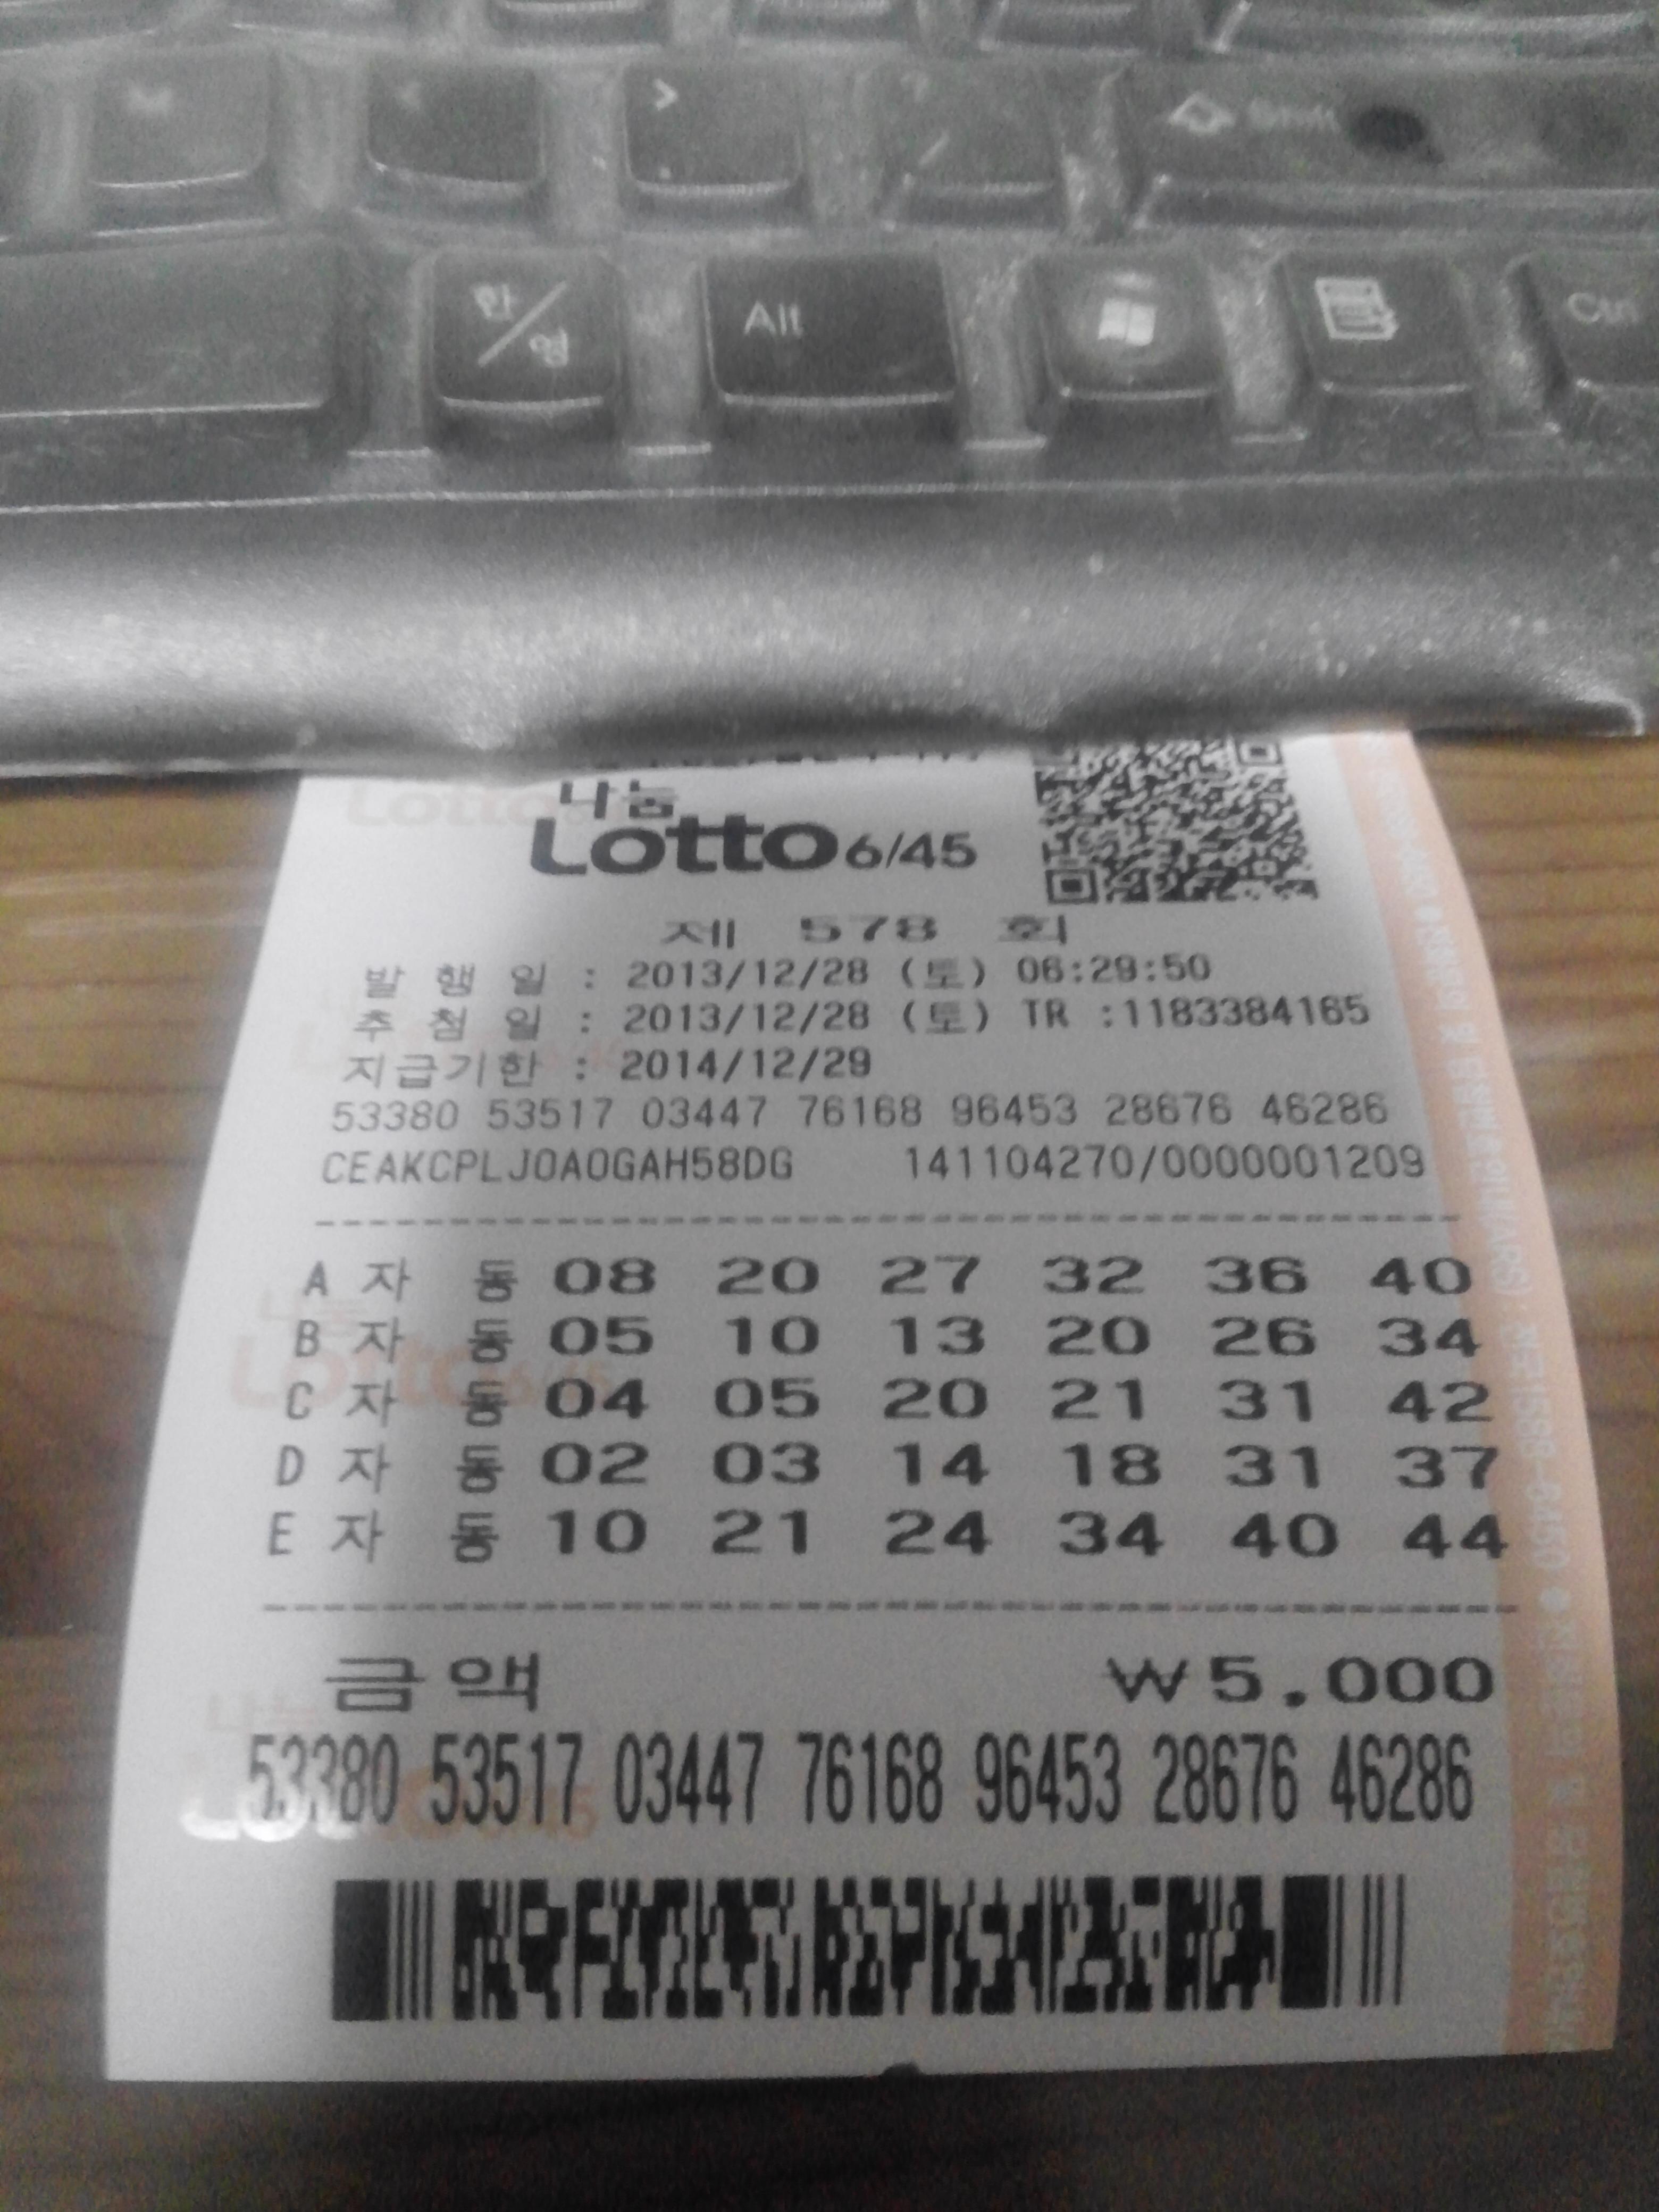 >
Shift
한/영
Alt
Ctrl
나눔
Lotto 6/45
제 578 회
발 행 일 : 2013/12/28 (토) 06:29:50
추 첨 일 : 2013/12/28 (토) TR :1183384165
지급기한 : 2014/12/29
53380 53517 03447 76168 96453 28676 46286
CEAKCPLJOAOGAH58DG 141104270/0000001209
A 자 동 08 20 27 32 36 40
B 자 동 05 10 13 20 26 34
C 자 동 04 05 20 21 31 42
D 자 동 02 03 14 18 31 37
E 자 동 10 21 24 34 40 44
금 액 ₩5,000
53380 53517 03447 76168 96453 28676 46286